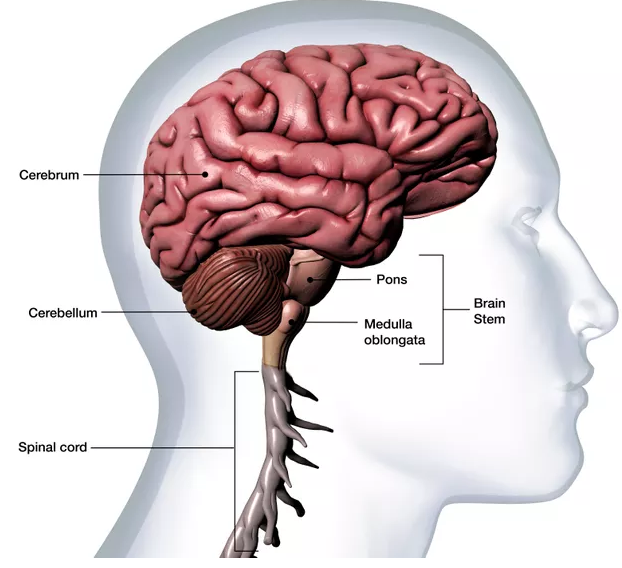 Cerebrum
Pons
Cerebellum
Brain
Stem
Medulla
oblongata
Spinal cord